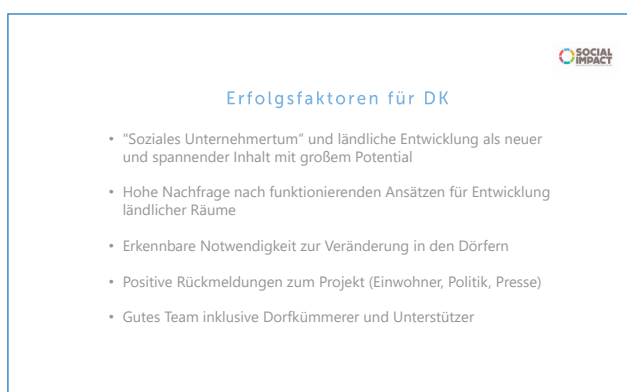 SOCIAL
IMPACT
Erfolgsfaktoren für DK
• "Soziales Unternehmertum“ und ländliche Entwicklung als neuer
und spannender Inhalt mit großem Potential
• Hohe Nachfrage nach funktionierenden Ansätzen für Entwicklung
ländlicher Räume
• Erkennbare Notwendigkeit zur Veränderung in den Dörfern
• Positive Rückmeldungen zum Projekt (Einwohner, Politik, Presse)
• Gutes Team inklusive Dorfkümmerer und Unterstützer